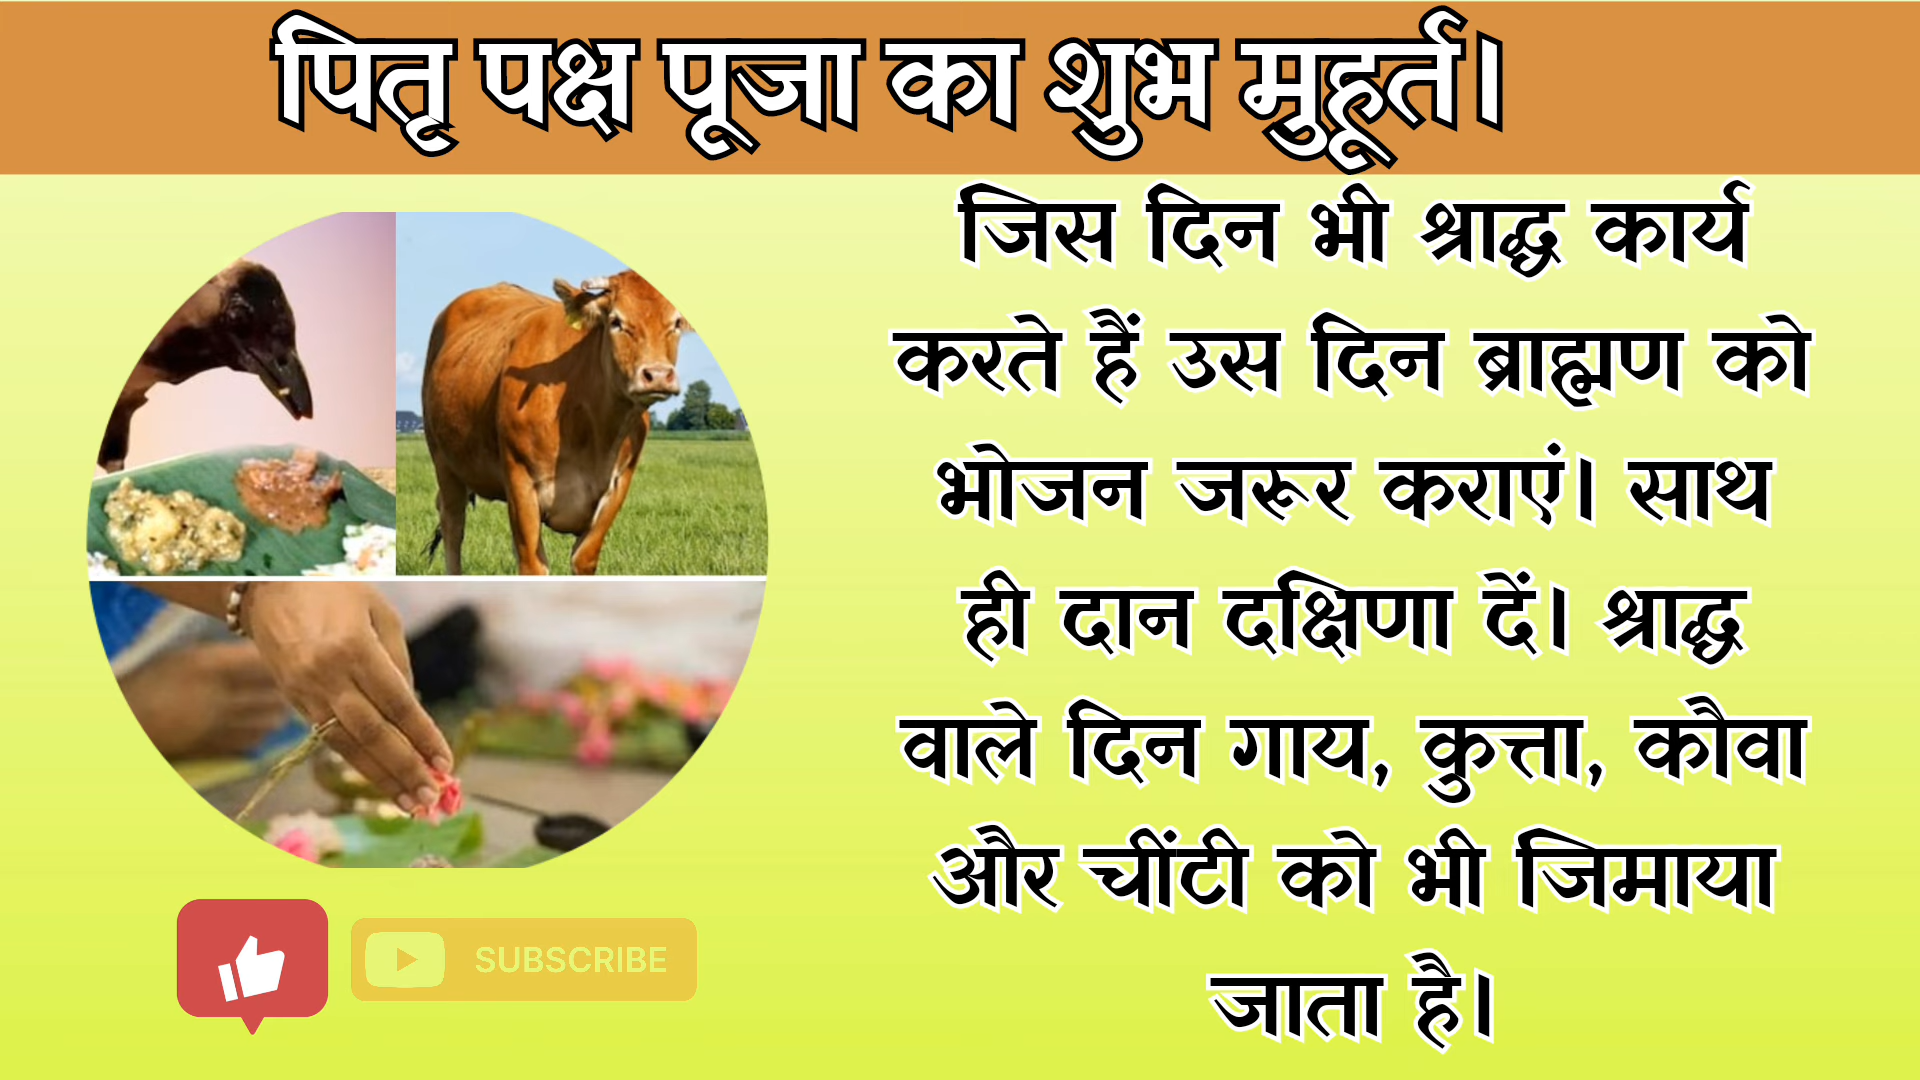 पितृ पक्ष पूजा का शुभ मुहूर्त।
जिस दिन भी श्राद्ध कार्य
करते हैं उस दिन ब्राह्मण को
भोजन जरूर कराएं। साथ
ही दान दक्षिणा दें। श्राद्ध
वाले दिन गाय, कुत्ता, कौवा
और चींटी को भी जिमाया
जाता है।
SUBSCRIBE